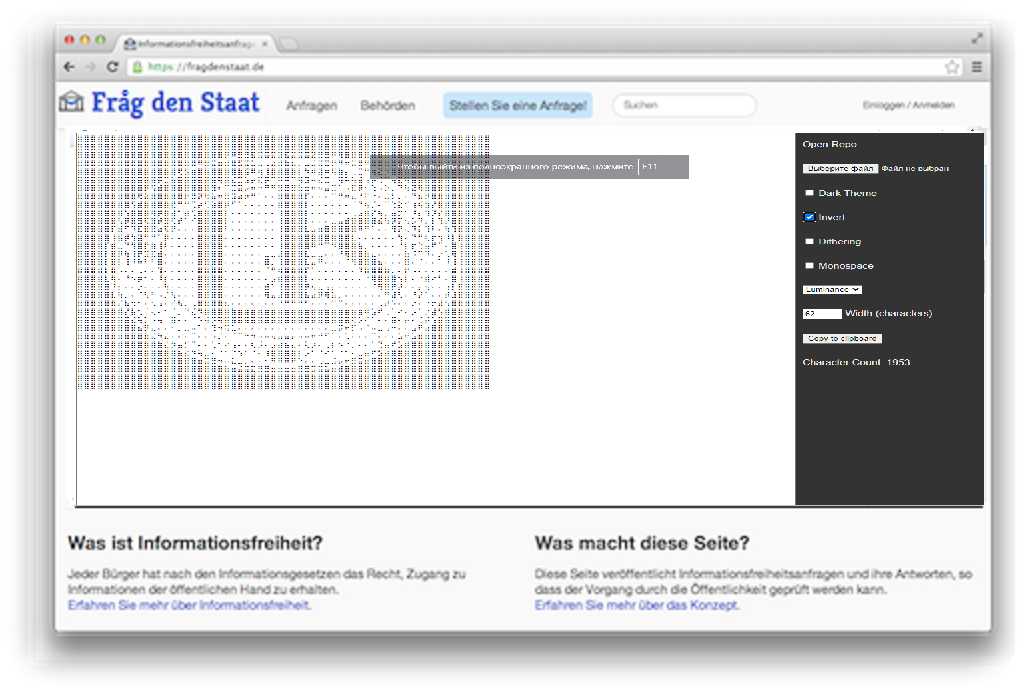 Informationsfreiheitsanfrag
https://fragdenstaat.de
Fråg den Staat
Anfragen
Behörden
Stellen Sie eine Anfrage!
Suchen
Einloggen / Anmelden
Чтобы выйти из полноэкранного режима, нажмите F11
Open Repo
Выберите файл Файл не выбран
Dark Theme
Invert
Dithering
Monospace
Luminance
62 Width (characters)
Copy to clipboard
Character Count 1953
Was ist Informationsfreiheit?
Jeder Bürger hat nach den Informationsgesetzen das Recht, Zugang zu
Informationen der öffentlichen Hand zu erhalten.
Erfahren Sie mehr über Informationsfreiheit.
Was macht diese Seite?
Diese Seite veröffentlicht Informationsfreiheitsanfragen und ihre Antworten, so
dass der Vorgang durch die Öffentlichkeit geprüft werden kann.
Erfahren Sie mehr über das Konzept.